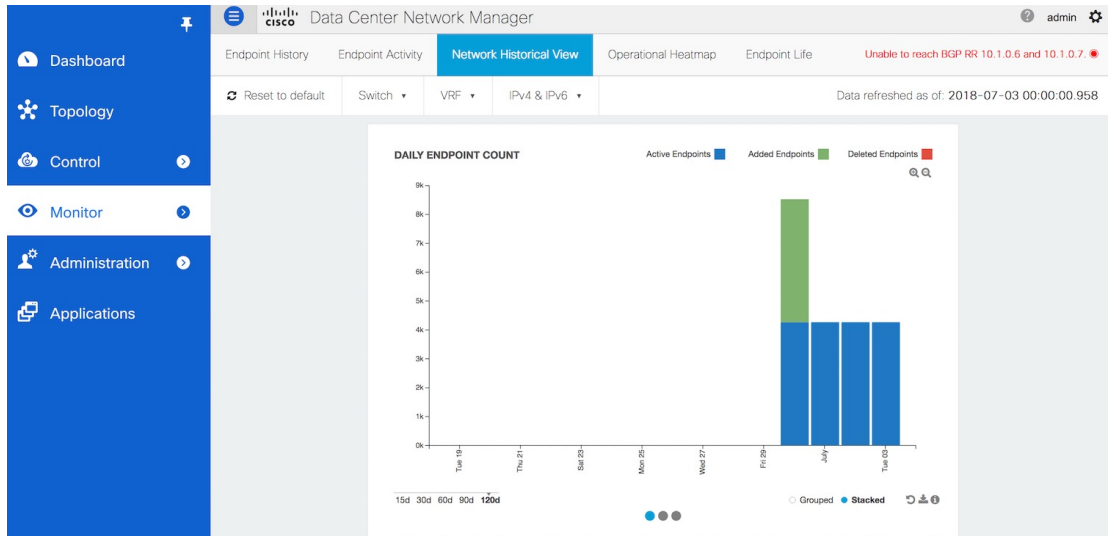 cisco Data Center Network Manager
admin
Dashboard
Topology
Control
Monitor
Administration
Applications
Endpoint History Endpoint Activity Network Historical View Operational Heatmap Endpoint Life Unable to reach BGP RR 10.1.0.6 and 10.1.0.7.
Reset to default Switch VRF IPv4 & IPv6 Data refreshed as of: 2018-07-03 00:00:00.958
DAILY ENDPOINT COUNT Active Endpoints Added Endpoints Deleted Endpoints
9k
8k
7k
6k
5k
4k
3k
2k
1k
0k
Tue 19 Thu 21 Sat 23 Mon 25 Wed 27 Fri 29 July Tue 03
15d 30d 60d 90d 120d Grouped Stacked